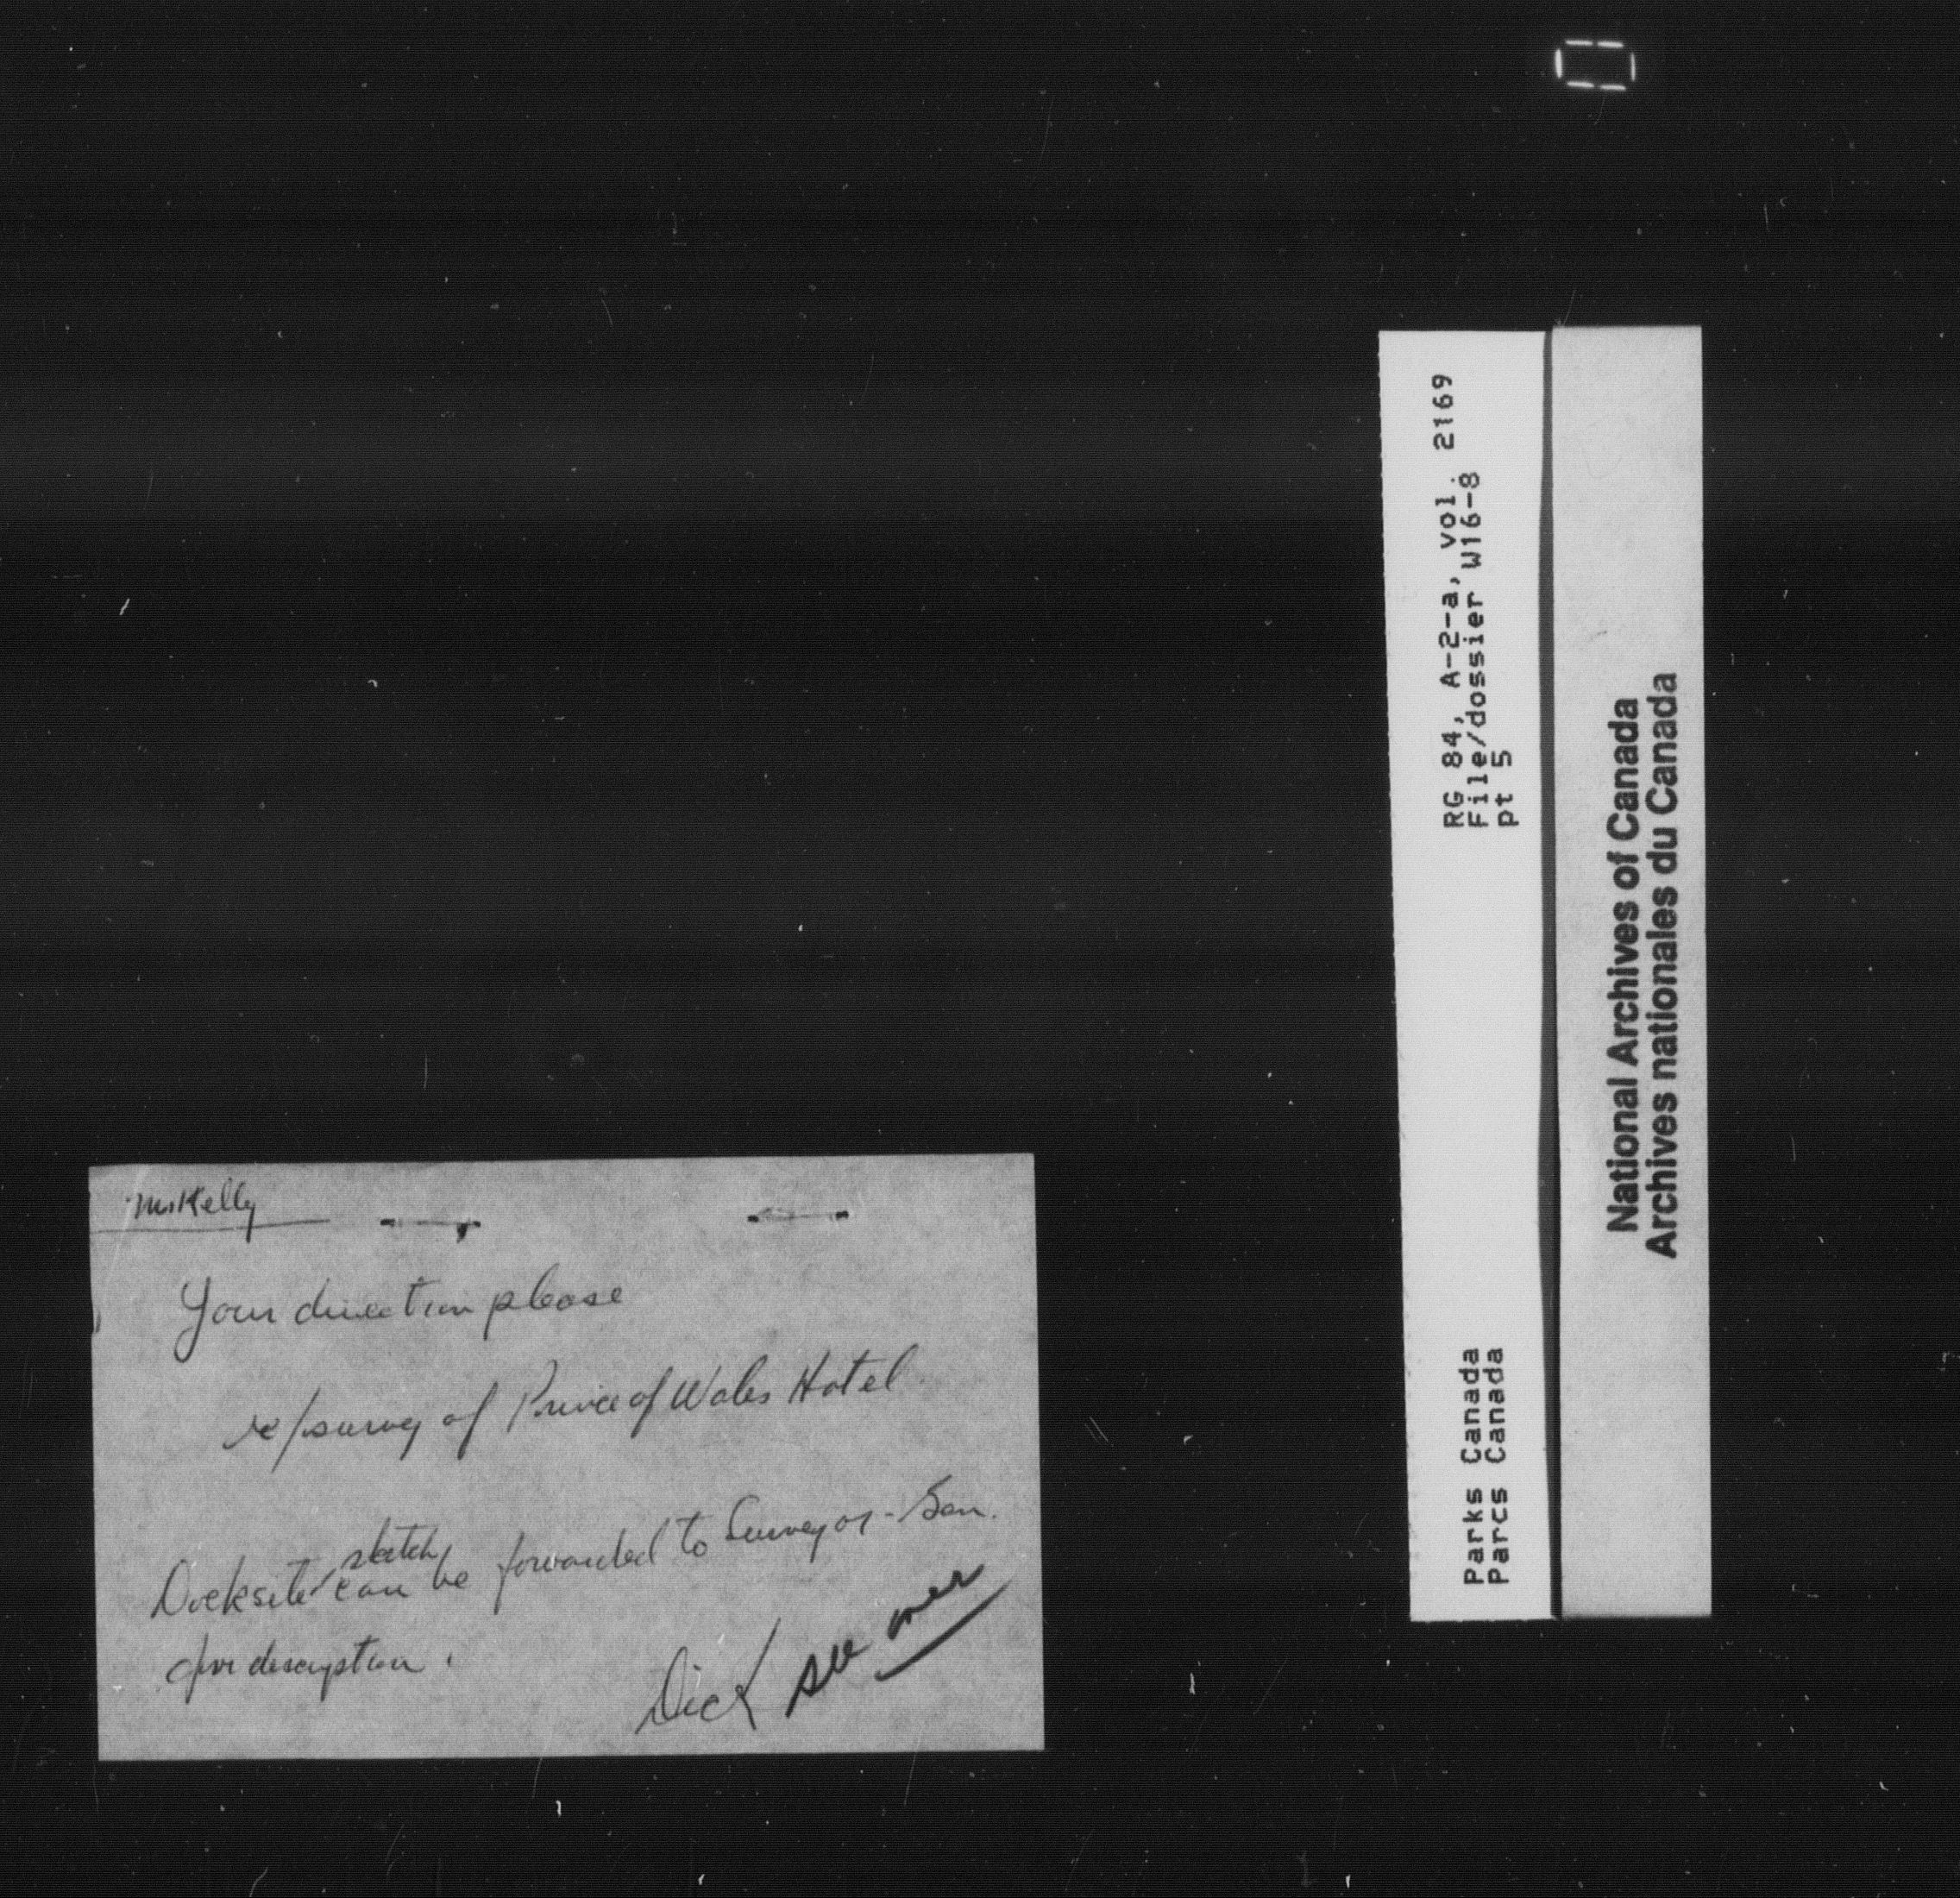 Mr. Kelly
Your direction please
re/survey of Prince of Wales Hotel
Docksite sketch can be forwarded to Surveyor-Gen.
for description.
Dick see over
RG 84, A-2-a, vol. 2169
File/dossier W16-8
pt 5
Parks Canada
Parcs Canada
National Archives of Canada
Archives nationales du Canada